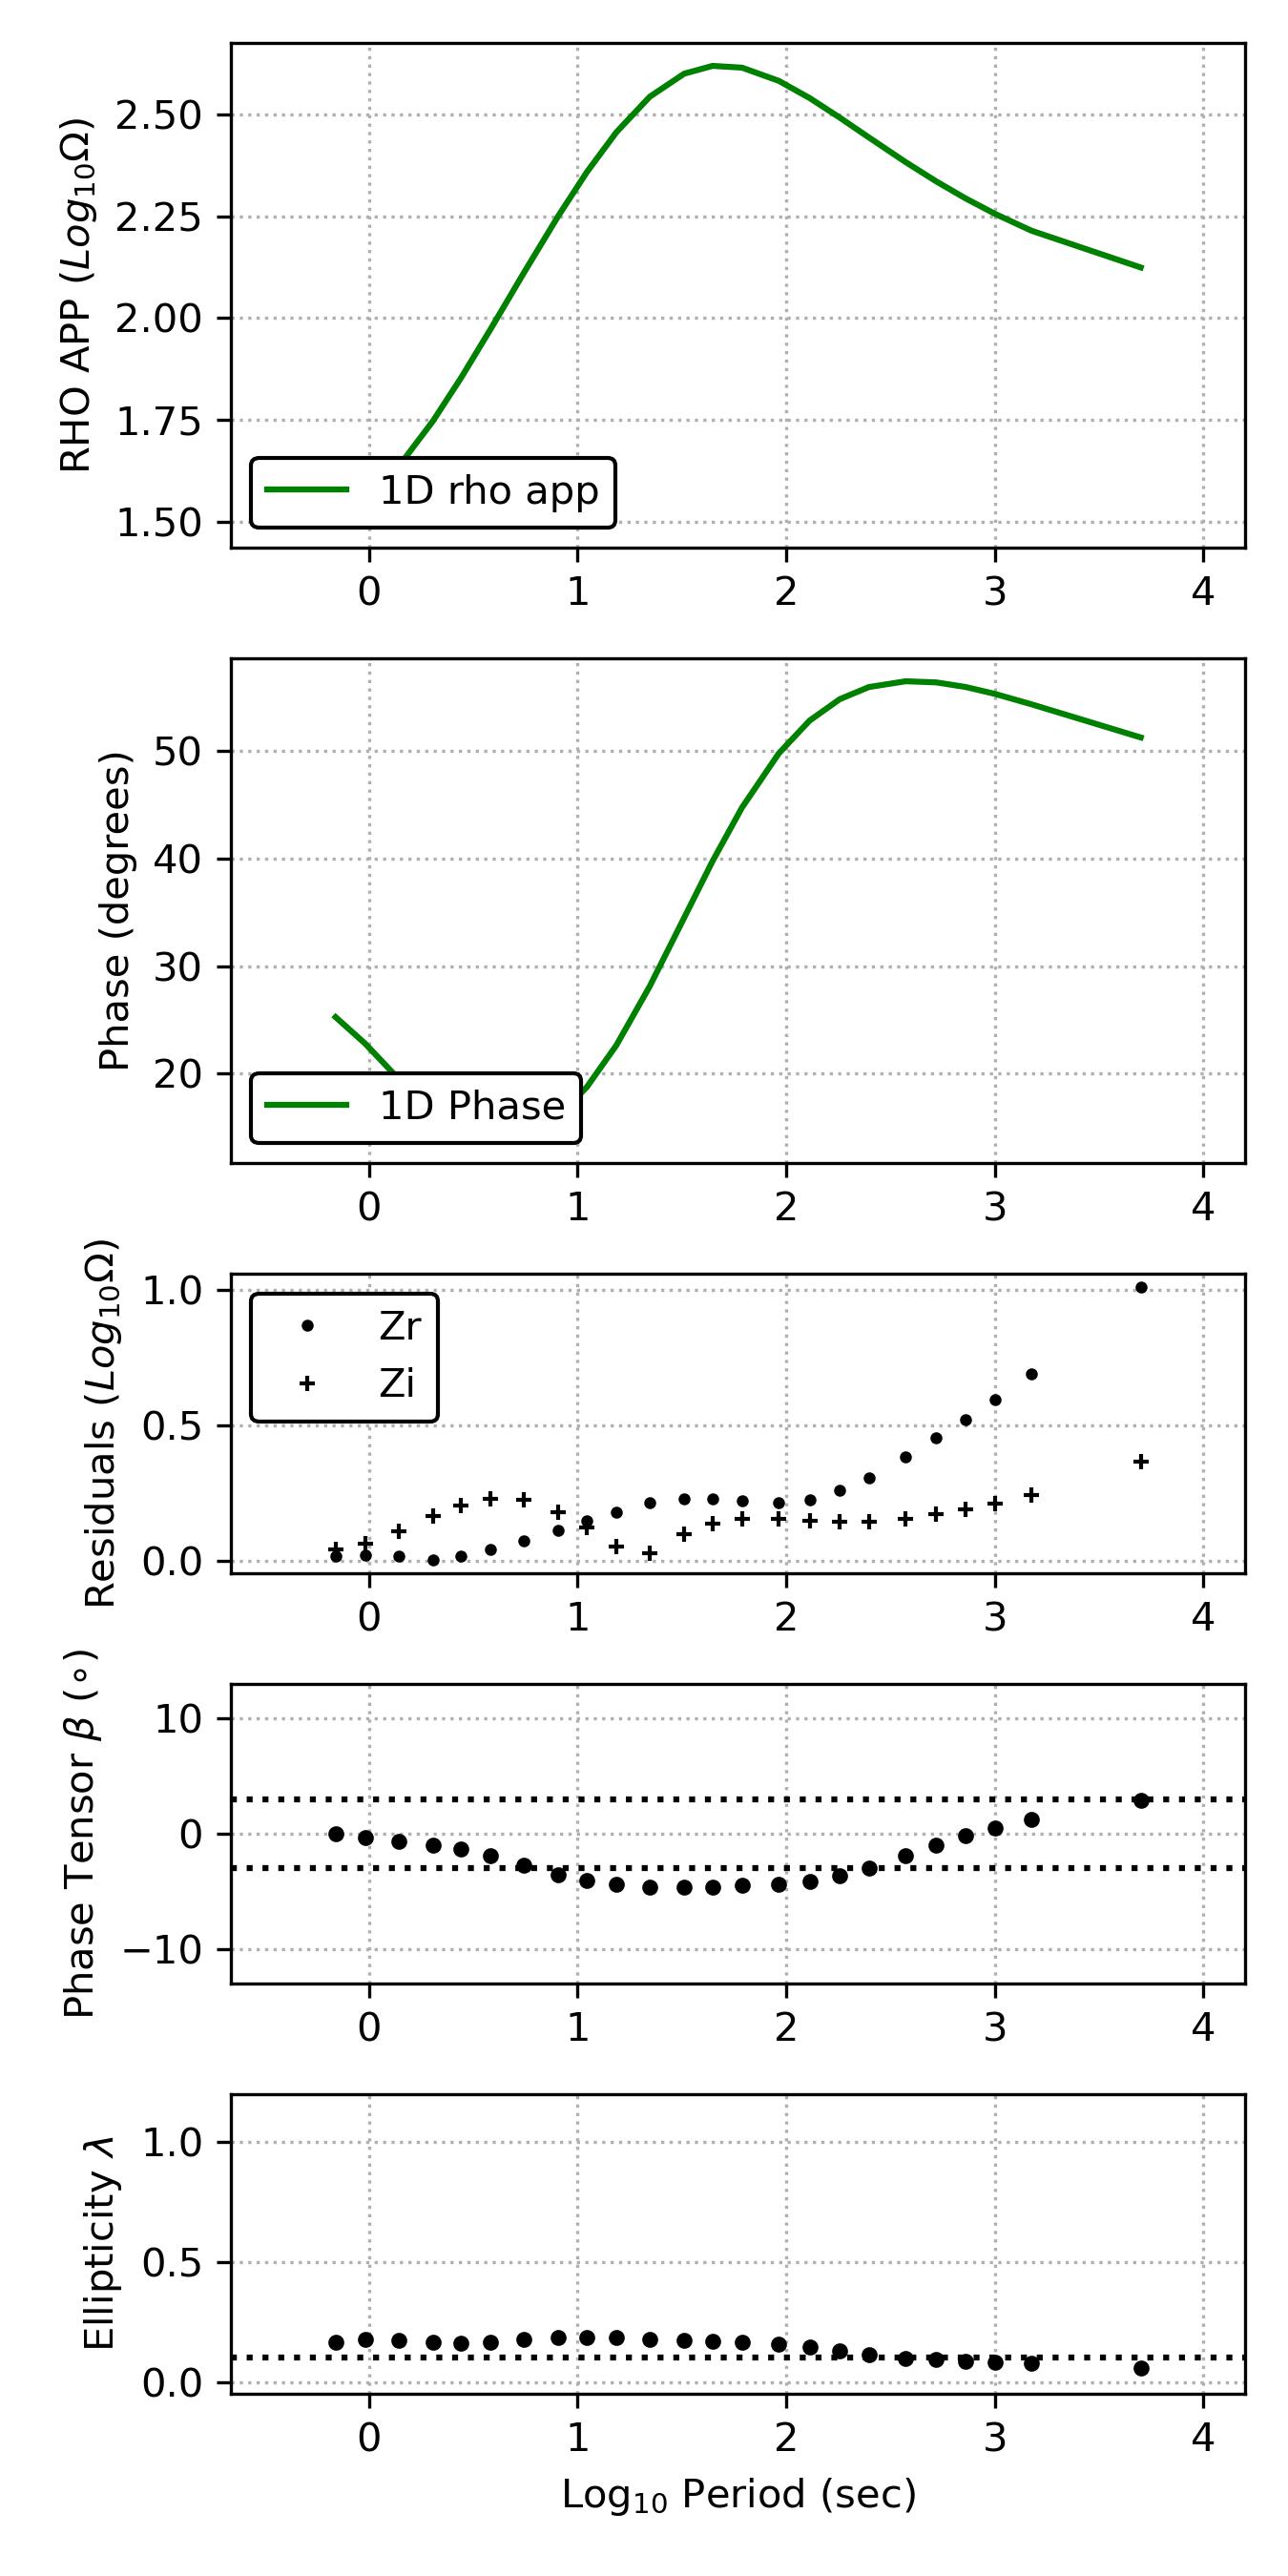 RHO APP (Log₁₀Ω)
2.50
2.25
2.00
1.75
1.50
1D rho app
0 1 2 3 4
Phase (degrees)
50
40
30
20
1D Phase
0 1 2 3 4
Residuals (Log₁₀Ω)
1.0
0.5
0.0
Zr
Zi
0 1 2 3 4
Phase Tensor β (∘)
10
0
−10
0 1 2 3 4
Ellipticity λ
1.0
0.5
0.0
0 1 2 3 4
Log₁₀ Period (sec)